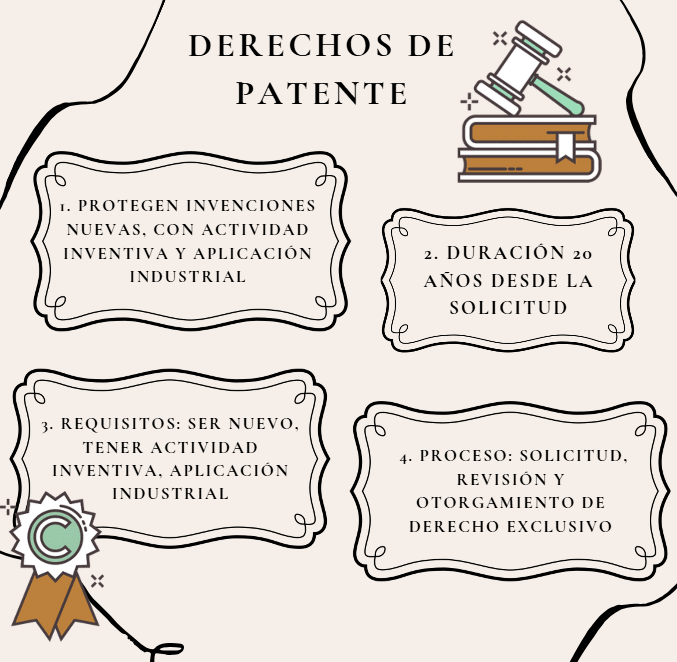 DERECHOS DE
PATENTE
1. PROTEGEN INVENCIONES
NUEVAS, CON ACTIVIDAD
INVENTIVA Y APLICACIÓN
INDUSTRIAL
2. DURACIÓN 20
AÑOS DESDE LA
SOLICITUD
3. REQUISITOS: SER NUEVO,
TENER ACTIVIDAD
INVENTIVA, APLICACIÓN
INDUSTRIAL
4. PROCESO: SOLICITUD,
REVISIÓN Y
OTORGAMIENTO DE
DERECHO EXCLUSIVO
C